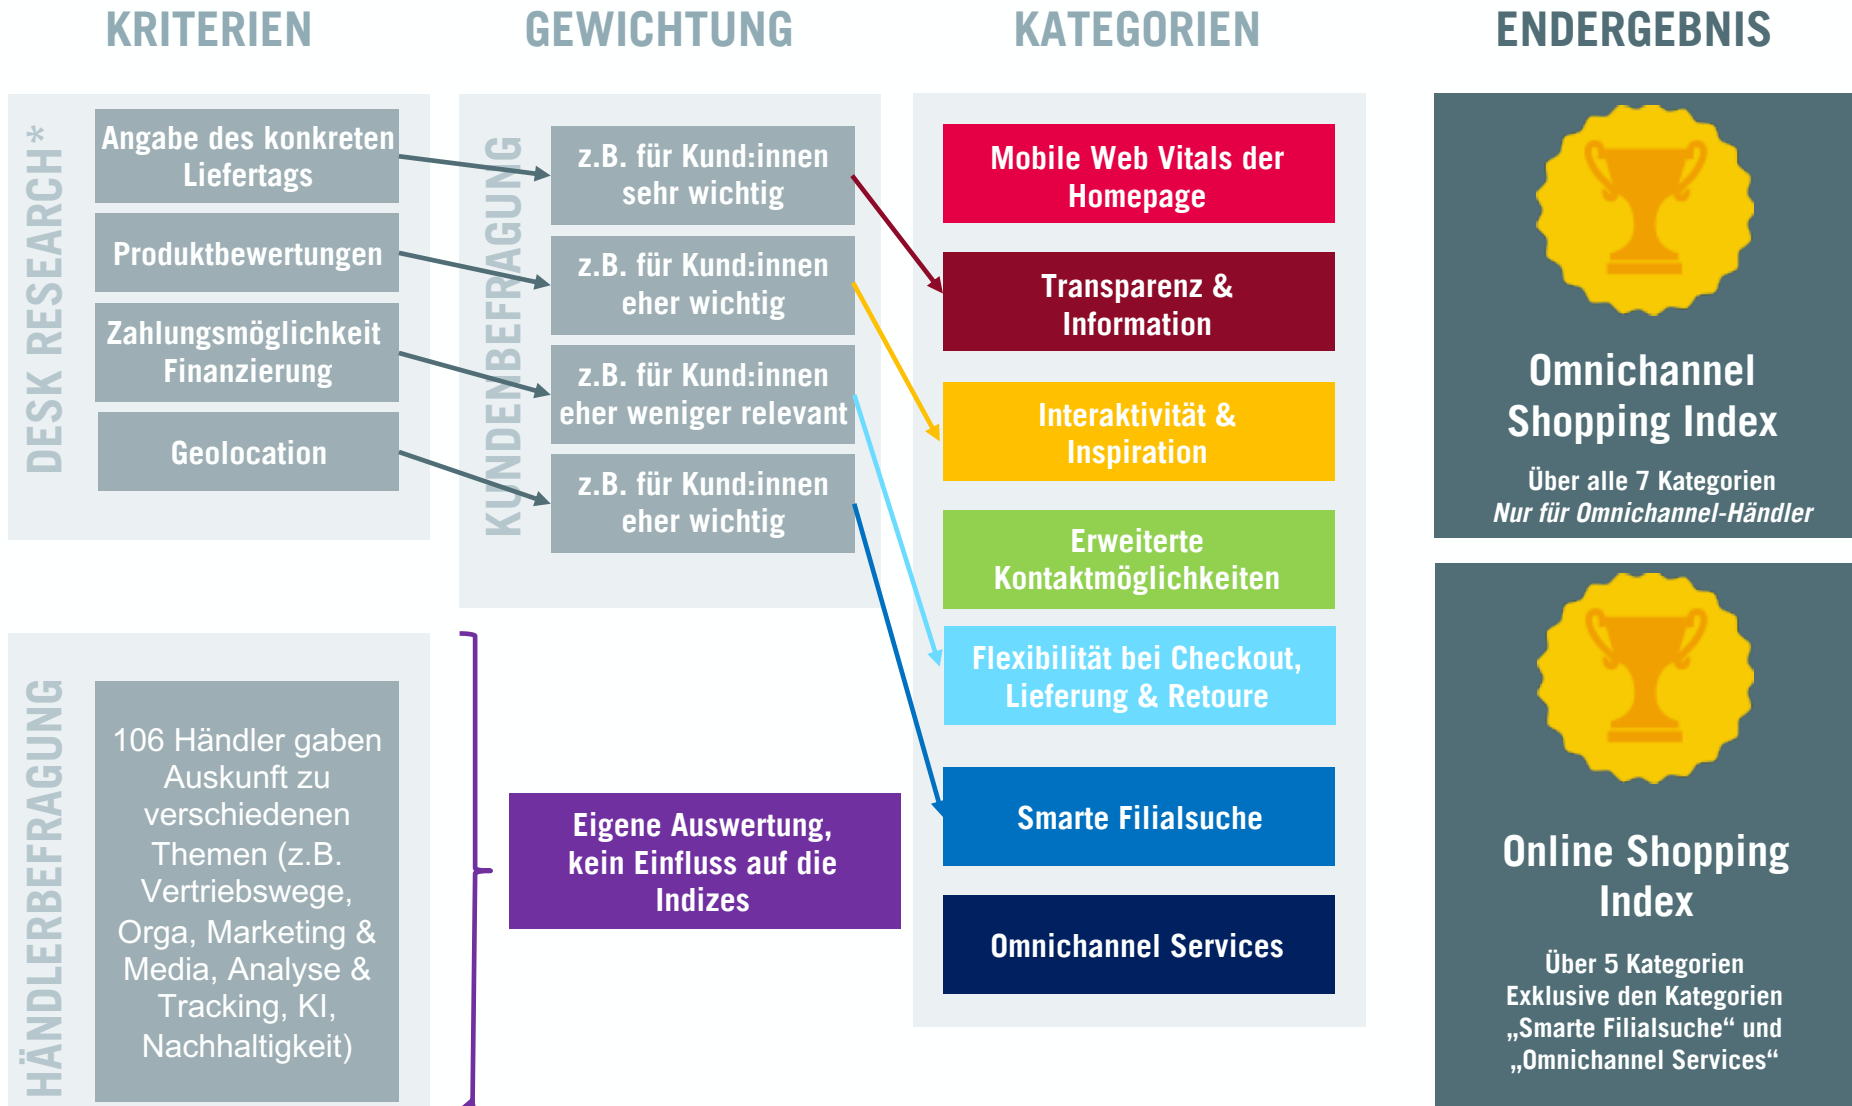 KRITERIEN
GEWICHTUNG
KATEGORIEN
ENDERGEBNIS
DESK RESEARCH*
Angabe des konkreten
Liefertags
Produktbewertungen
Zahlungsmöglichkeit
Finanzierung
Geolocation
KUNDENBEFRAGUNG
z.B. für Kund:innen
sehr wichtig
z.B. für Kund:innen
eher wichtig
z.B. für Kund:innen
eher weniger relevant
z.B. für Kund:innen
eher wichtig
Mobile Web Vitals der
Homepage
Transparenz &
Information
Interaktivität &
Inspiration
Erweiterte
Kontaktmöglichkeiten
Flexibilität bei Checkout,
Lieferung & Retoure
Smarte Filialsuche
Omnichannel Services
Omnichannel
Shopping Index
Über alle 7 Kategorien
Nur für Omnichannel-Händler
Online Shopping
Index
Über 5 Kategorien
Exklusive den Kategorien
„Smarte Filialsuche“ und
„Omnichannel Services“
HÄNDLERBEFRAGUNG
106 Händler gaben
Auskunft zu
verschiedenen
Themen (z.B.
Vertriebswege,
Orga, Marketing &
Media, Analyse &
Tracking, KI,
Nachhaltigkeit)
Eigene Auswertung,
kein Einfluss auf die
Indizes